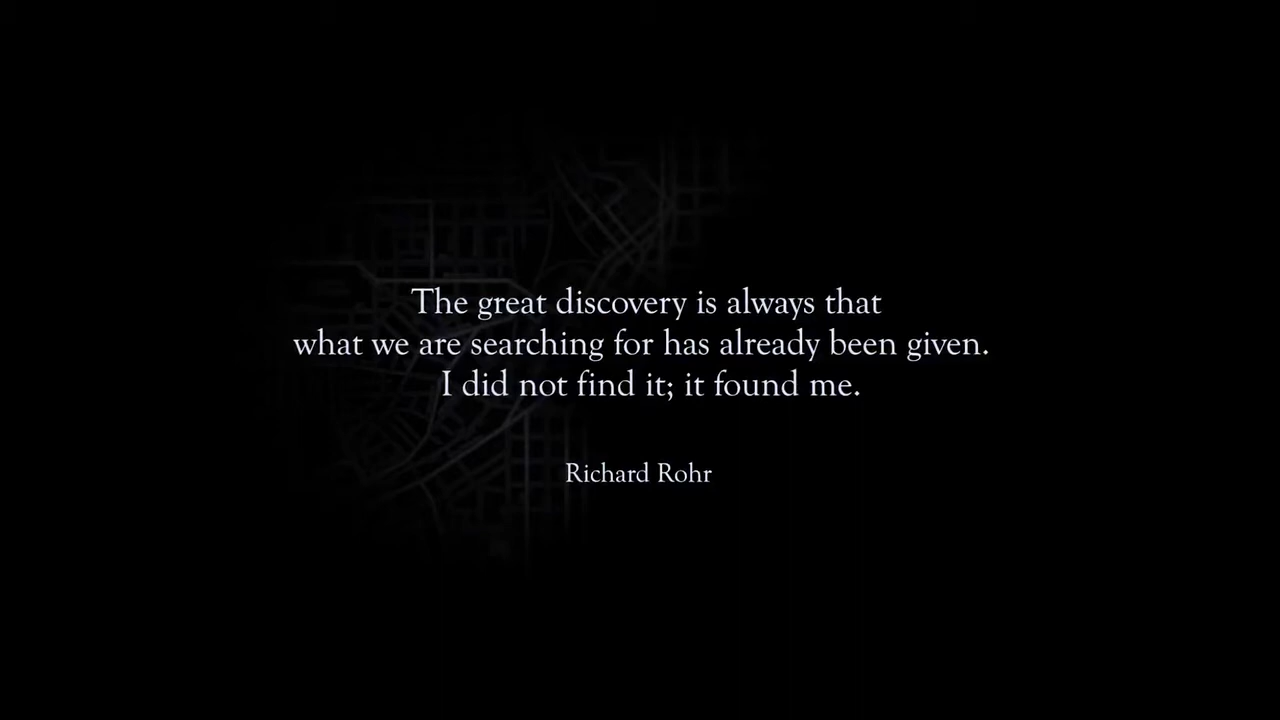 The great discovery is always that
what we are searching for has already been given.
I did not find it; it found me.
Richard Rohr